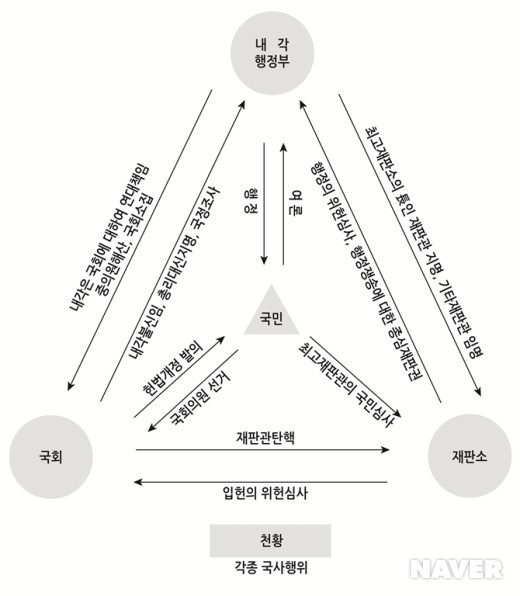 내 각
행정부
내각은 국회에 대하여 연대책임
중의원해산, 국회소집
내각불신임, 총리대신지명, 국정조사
행정
여론
행정의 위헌심사, 행정쟁송에 대한 종심재판권
최고재판소의 長인 재판관 지명, 기타재판관 임명
국민
헌법개정 발의
국회의원 선거
최고재판관의 국민심사
국회
재판관탄핵
재판소
입헌의 위헌심사
천황
각종 국사행위
NAVER